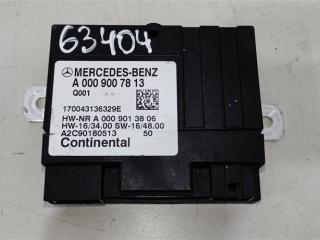 63404
MERCEDES-BENZ
A 000 900 78 13
Q001
170043136329E
HW-NR A 000 901 38 06
HW-16/34.00 SW-16/48.00
A2C90180513 50
Continental